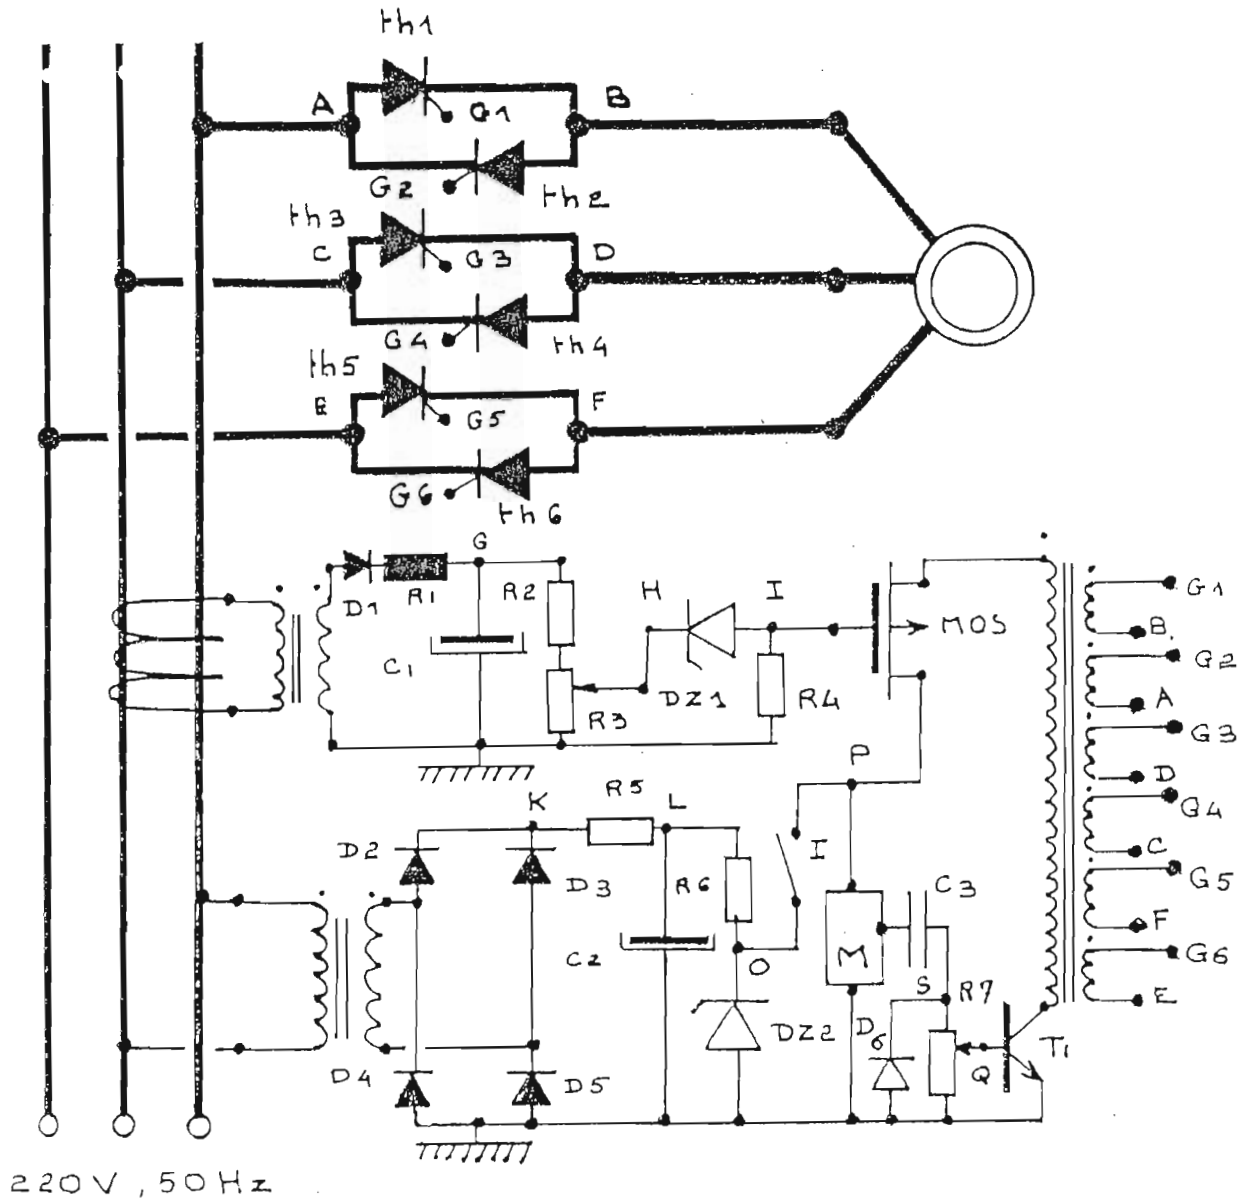 th1
A
G1
B
G2
th2
th3
C
G3
D
G4
th4
th5
E
G5
F
G6
th6
G
D1
R1
R2
C1
R3
H
DZ1
I
R4
MOS
G1
B
G2
A
G3
D
G4
C
G5
F
G6
E
P
K
R5
L
D2
D3
R6
I
C2
O
DZ2
M
C3
S
R7
D6
Q
T1
D4
D5
220V, 50Hz